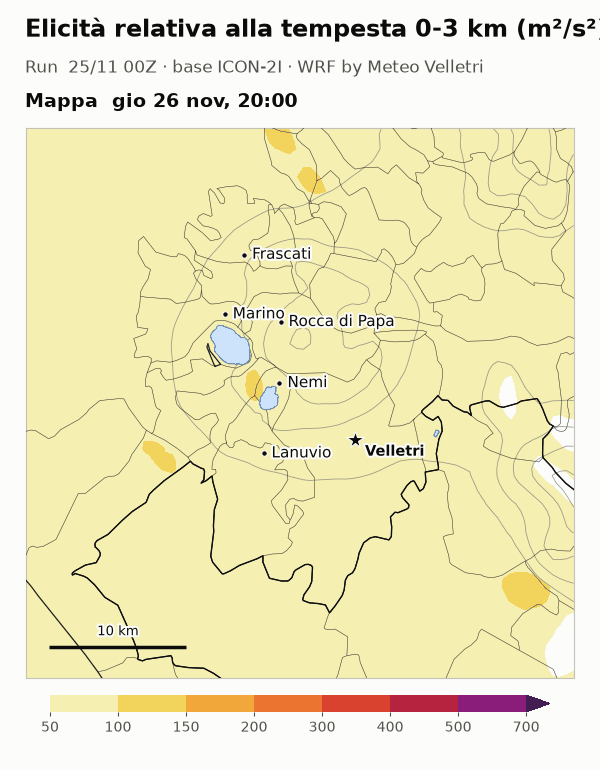 Elicità relativa alla tempesta 0-3 km (m²/s²)
Run  25/11 00Z · base ICON-2I · WRF by Meteo Velletri
Mappa  gio 26 nov, 20:00
Frascati
Marino
Rocca di Papa
Nemi
Velletri
Lanuvio
10 km
50 100 150 200 300 400 500 700